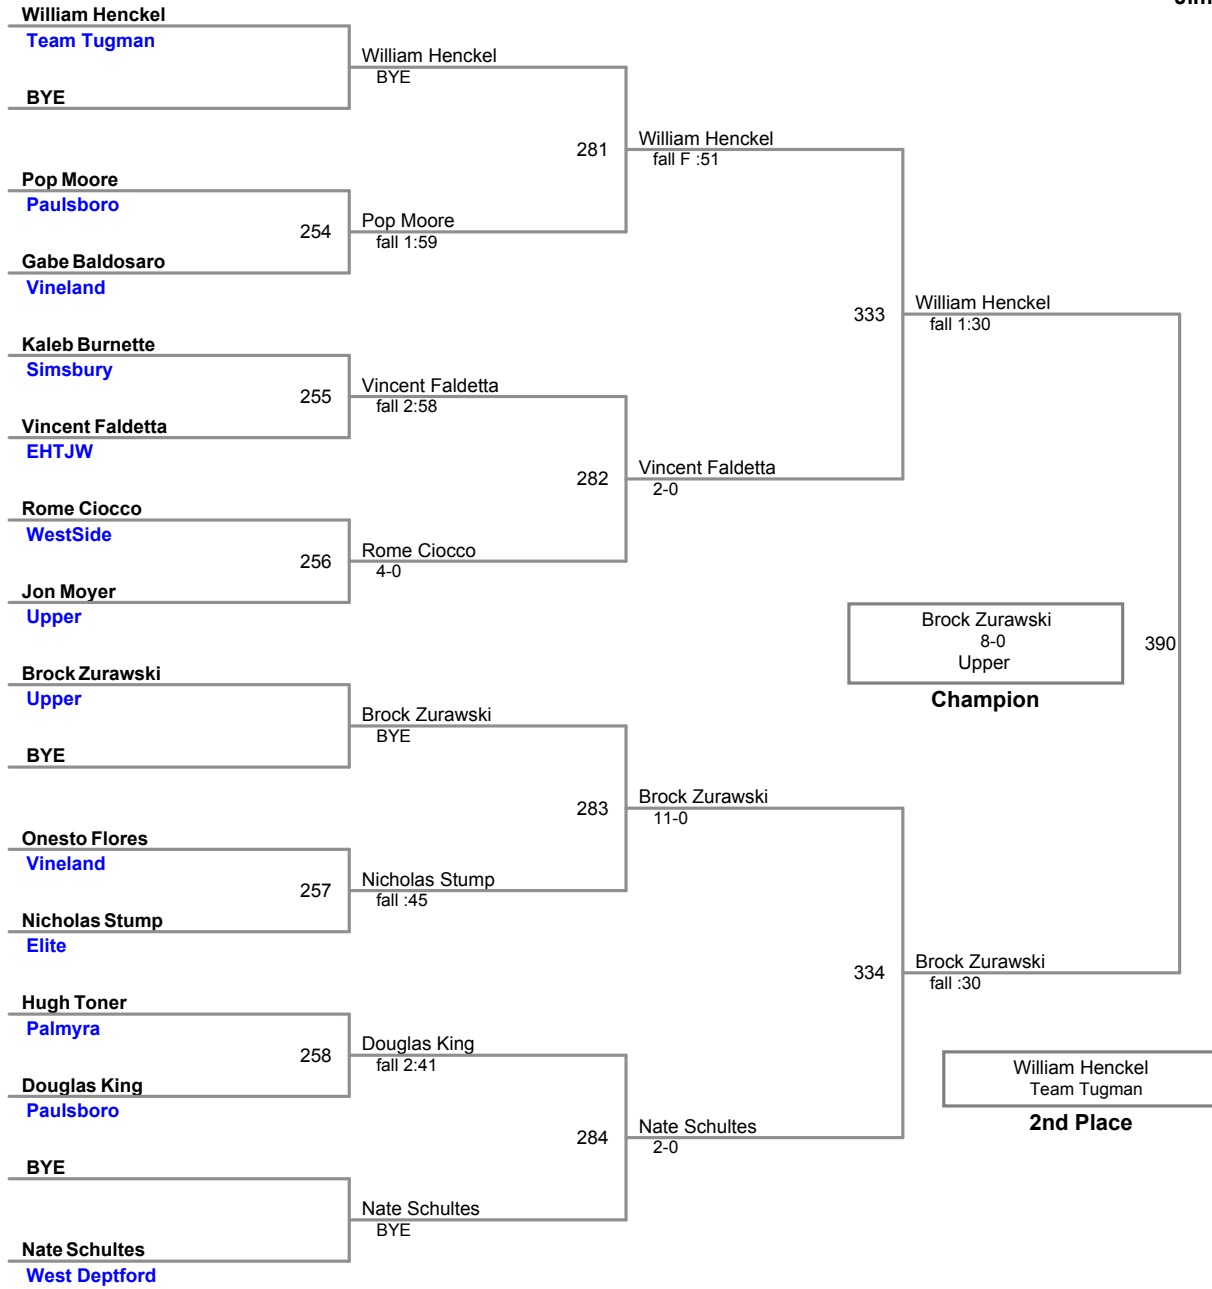 William Henckel
Team Tugman
BYE
Pop Moore
Paulsboro
Gabe Baldosaro
Vineland
Kaleb Burnette
Simsbury
Vincent Faldetta
EHTJW
Rome Ciocco
WestSide
Jon Moyer
Upper
Brock Zurawski
Upper
BYE
Onesto Flores
Vineland
Nicholas Stump
Elite
Hugh Toner
Palmyra
Douglas King
Paulsboro
BYE
Nate Schultes
West Deptford
254
255
256
257
258
William Henckel
BYE
Pop Moore
fall 1:59
Vincent Faldetta
fall 2:58
Rome Ciocco
4-0
Brock Zurawski
BYE
Nicholas Stump
fall :45
Douglas King
fall 2:41
Nate Schultes
BYE
281
282
283
284
William Henckel
fall F :51
Vincent Faldetta
2-0
Brock Zurawski
11-0
Nate Schultes
2-0
333
334
William Henckel
fall 1:30
Brock Zurawski
fall :30
390
Brock Zurawski
8-0
Upper
Champion
William Henckel
Team Tugman
2nd Place